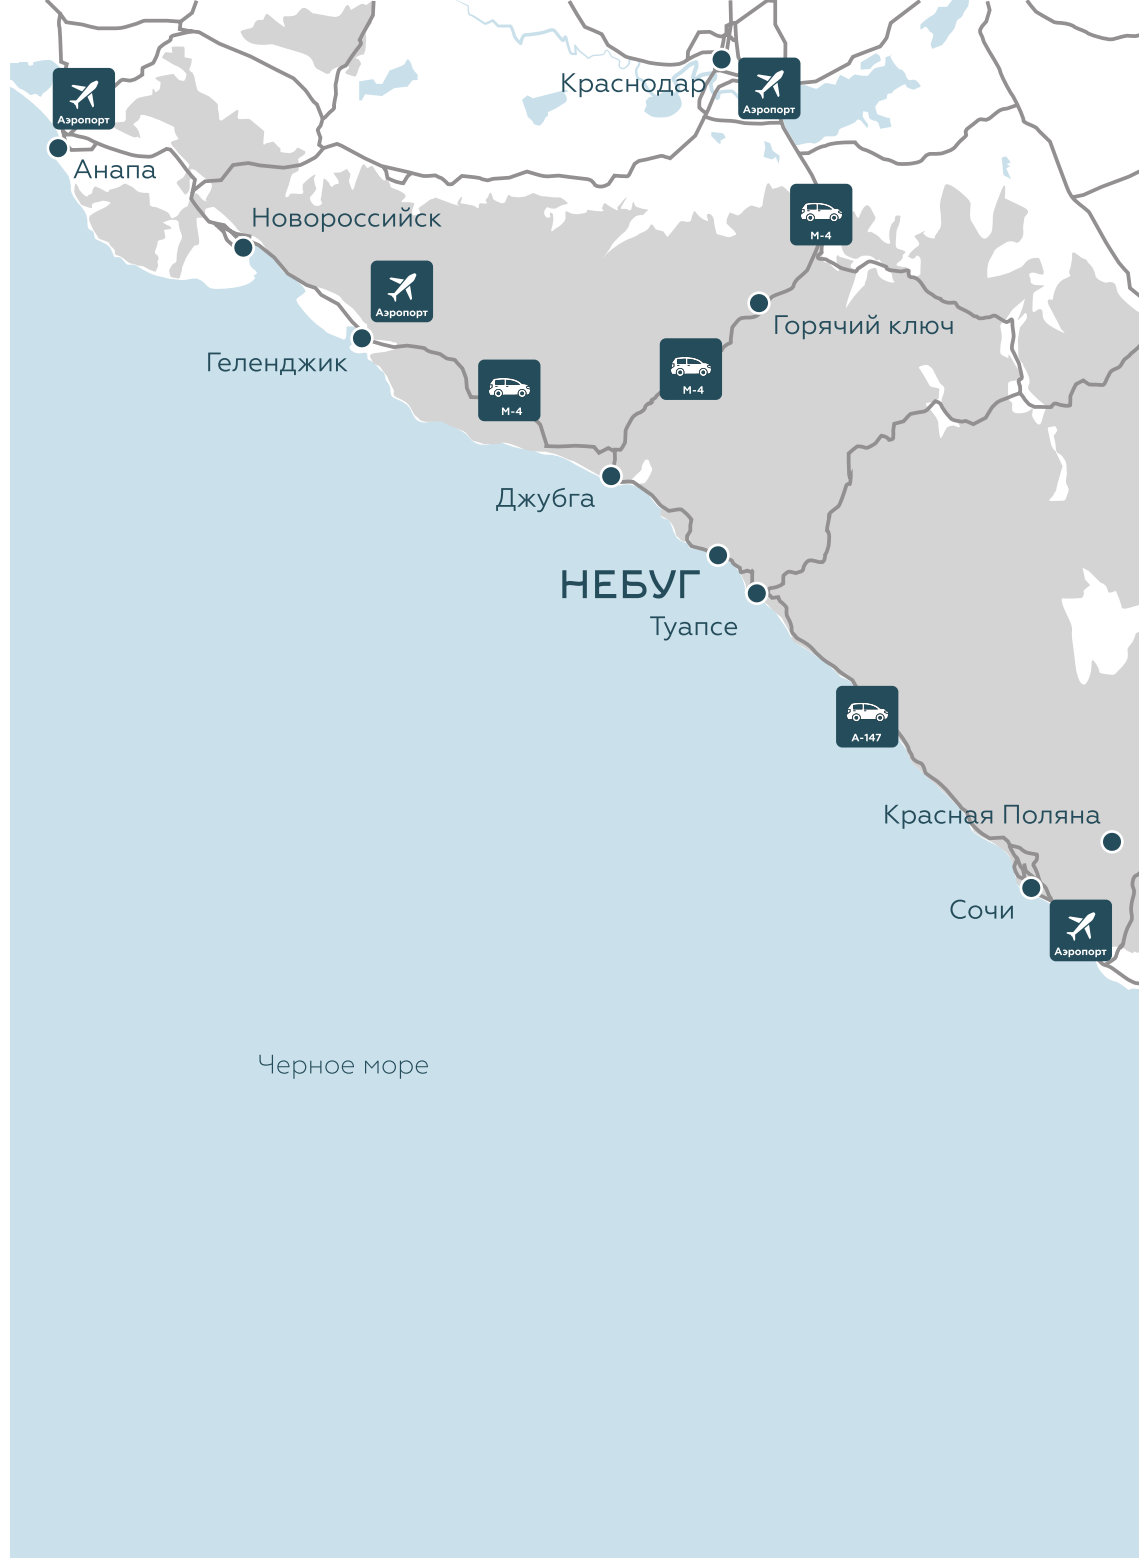 Краснодар
Аэропорт
Аэропорт
Анапа
Новороссийск
М-4
Аэропорт
Горячий ключ
Геленджик
М-4
М-4
Джубга
НЕБУГ
Туапсе
А-147
Красная Поляна
Сочи
Аэропорт
Черное море